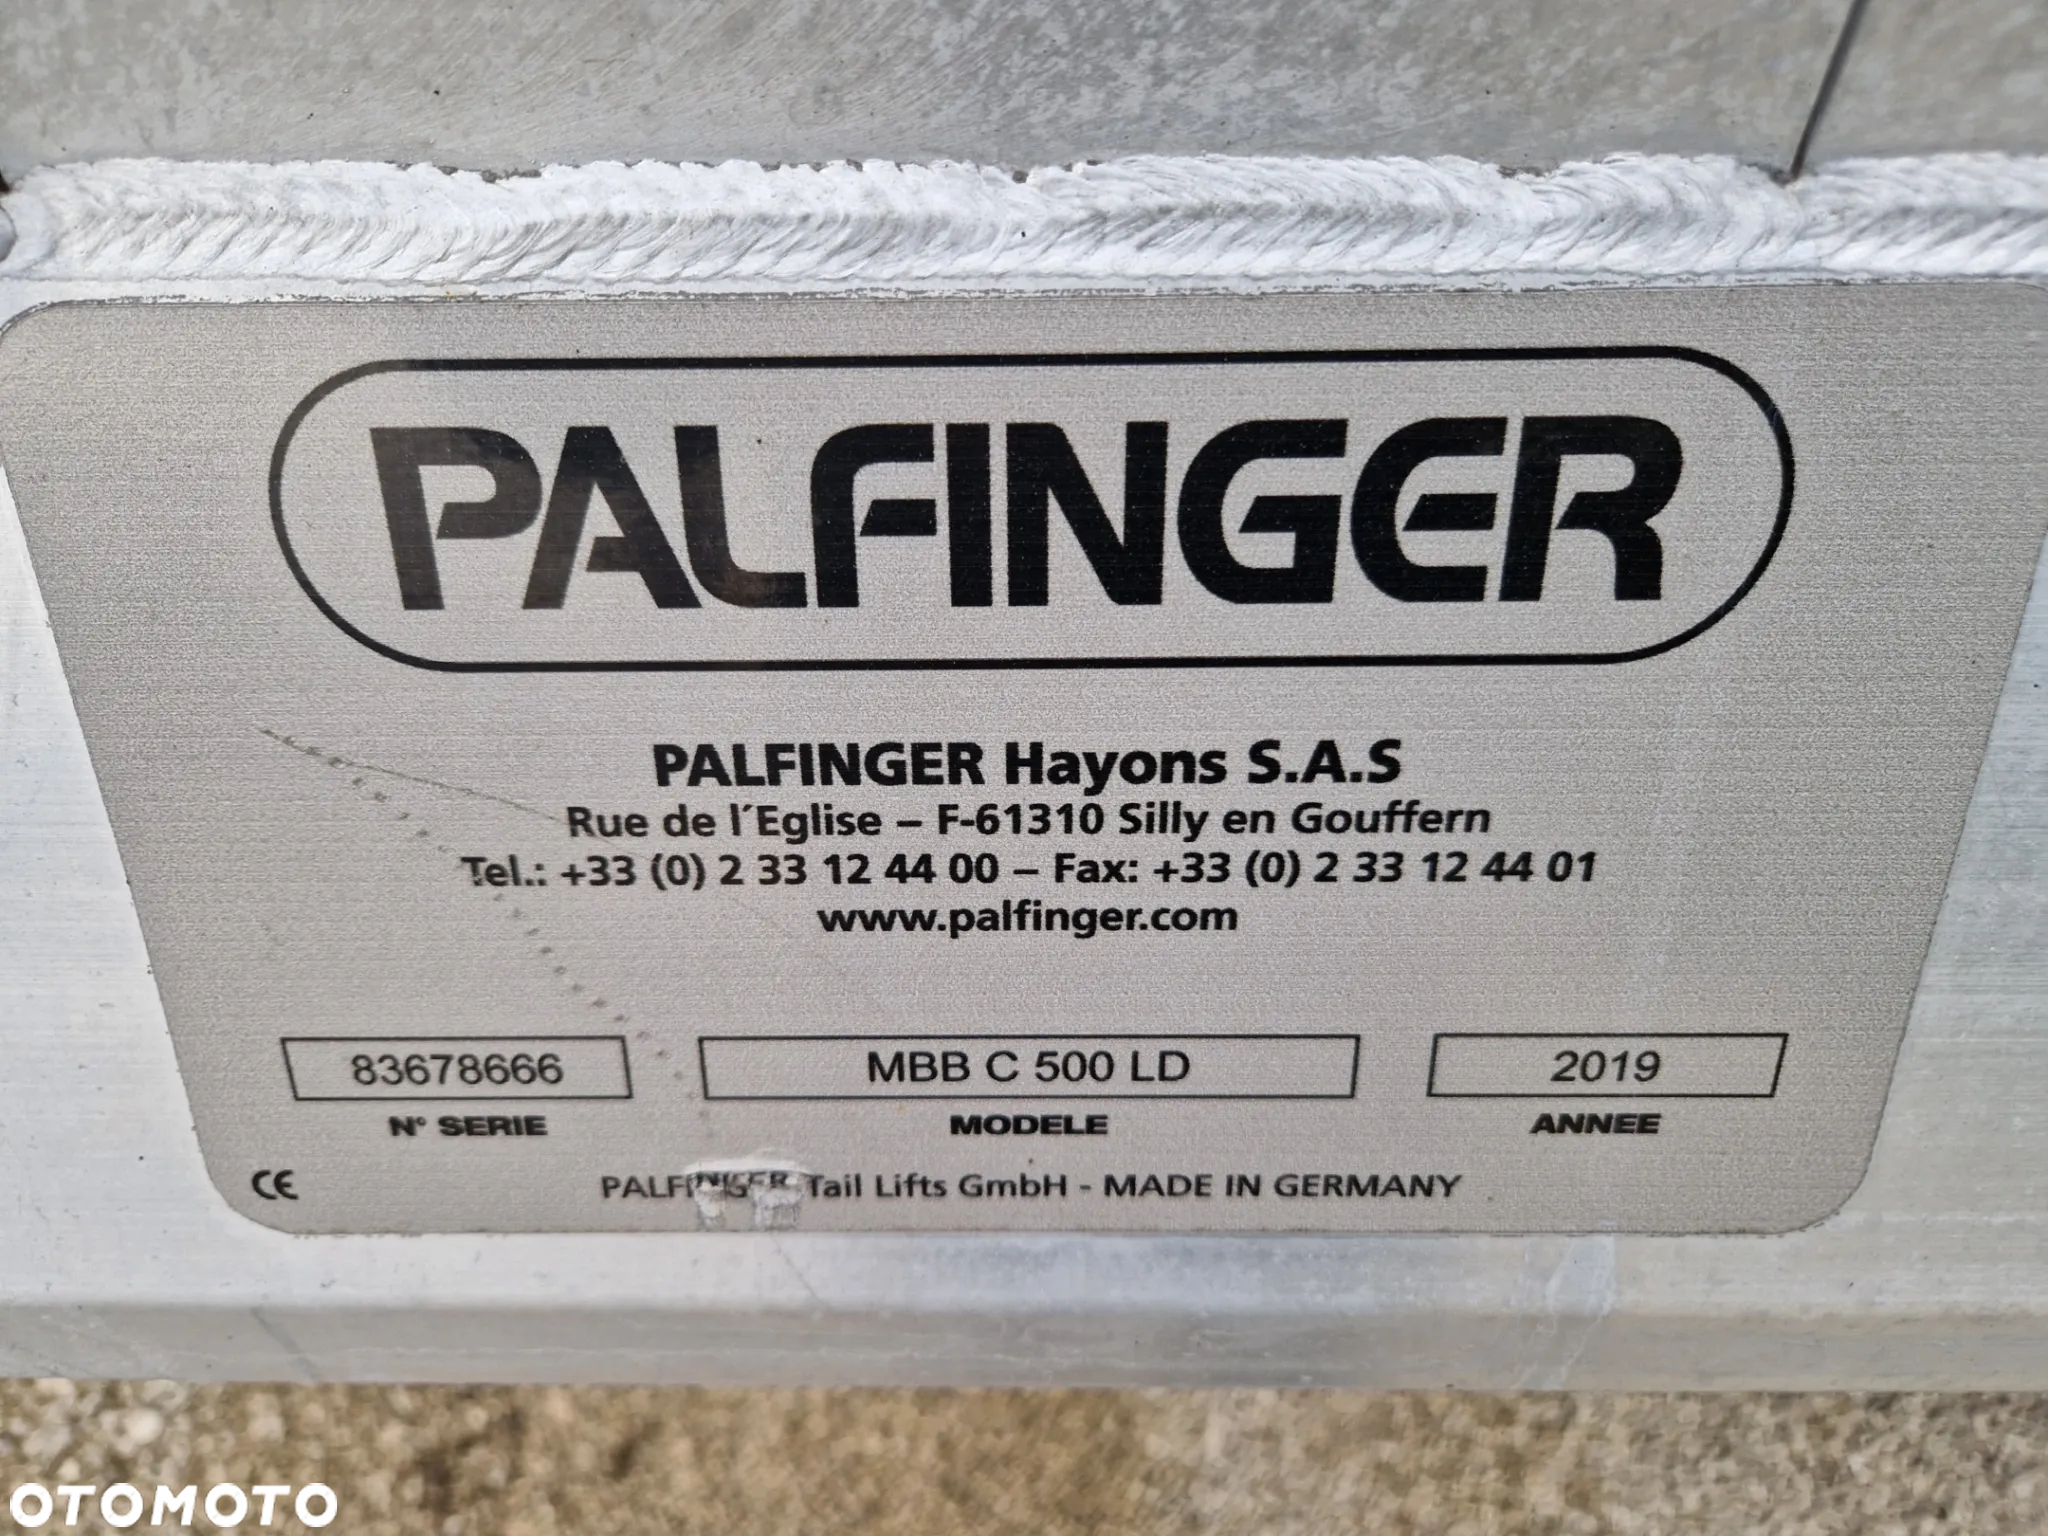 PALFINGER
PALFINGER Hayons S.A.S
Rue de l´Eglise – F-61310 Silly en Gouffern
Tel.: +33 (0) 2 33 12 44 00 – Fax: +33 (0) 2 33 12 44 01
www.palfinger.com
83678666 MBB C 500 LD 2019
N° SERIE MODELE ANNEE
CE PALFINGER Tail Lifts GmbH - MADE IN GERMANY
OTOMOTO